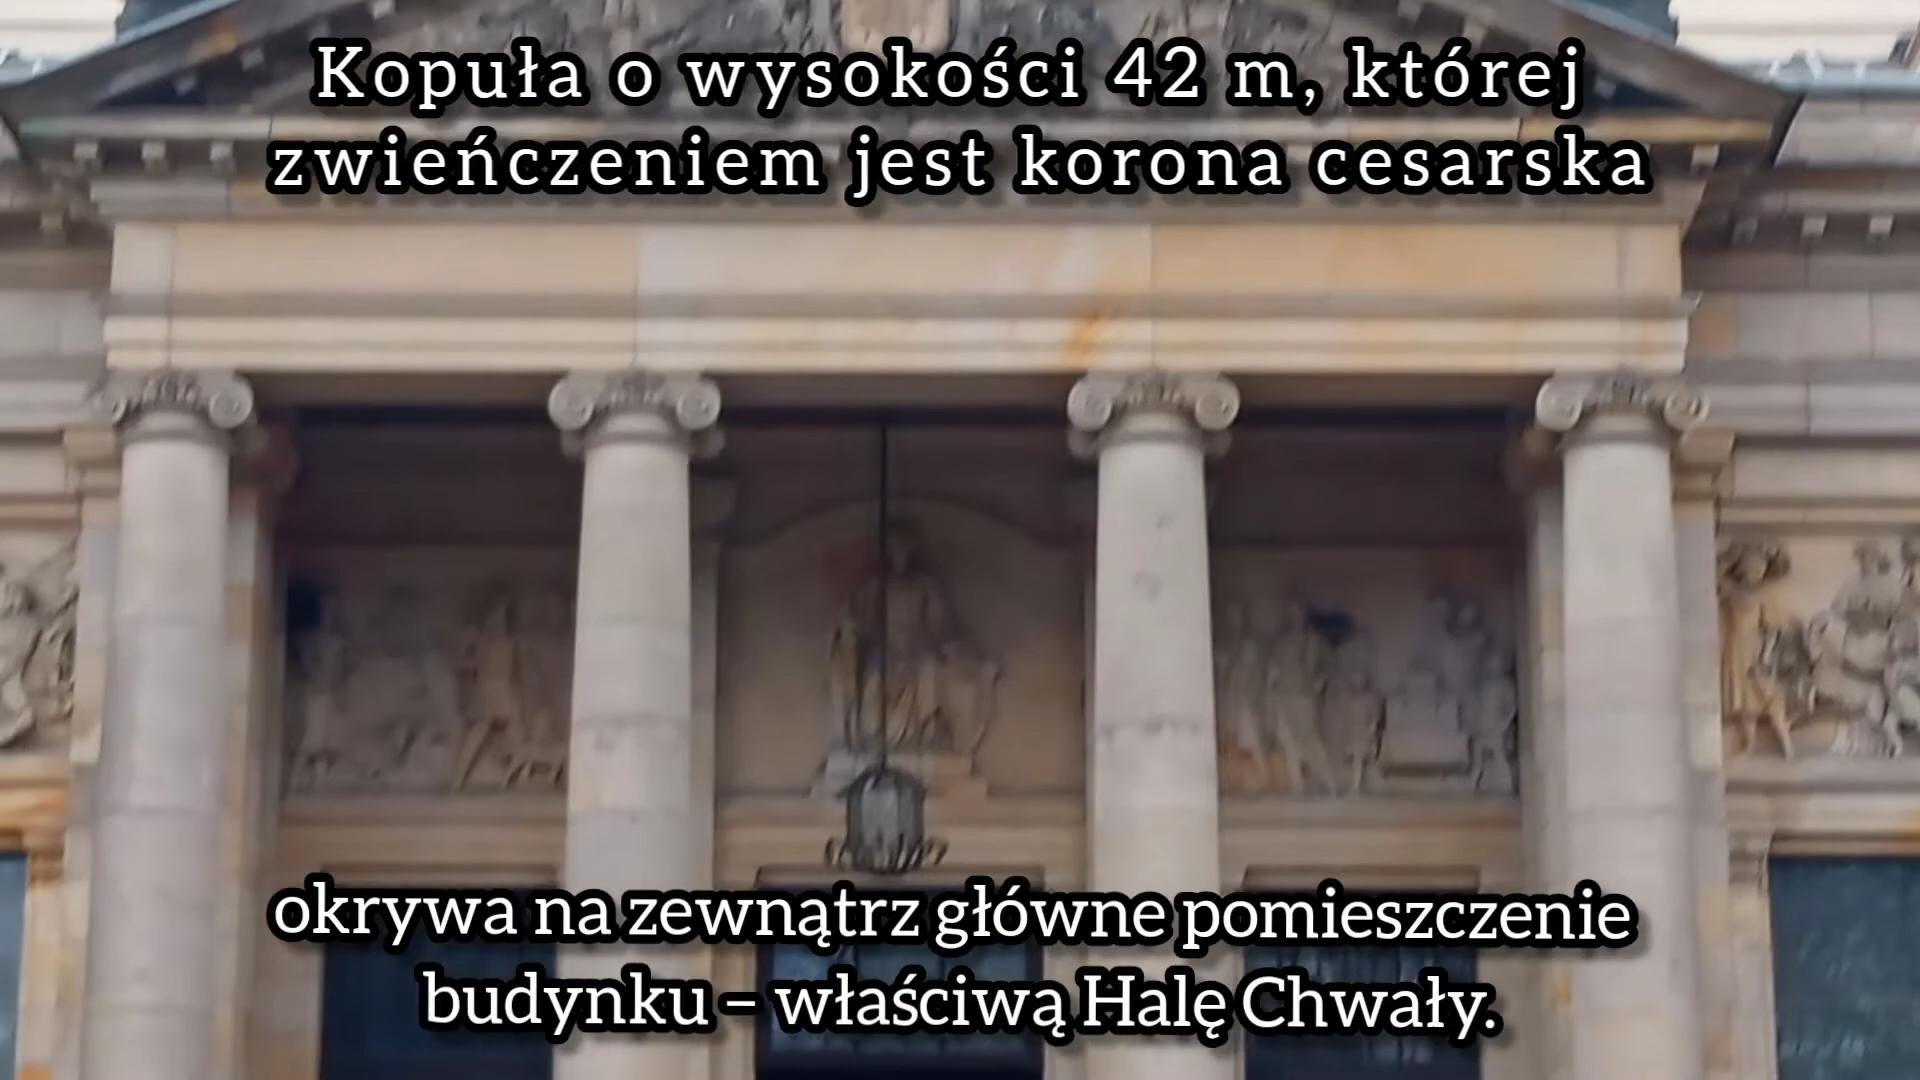 Kopuła o wysokości 42 m, której
zwieńczeniem jest korona cesarska
okrywa na zewnątrz główne pomieszczenie
budynku – właściwą Halę Chwały.